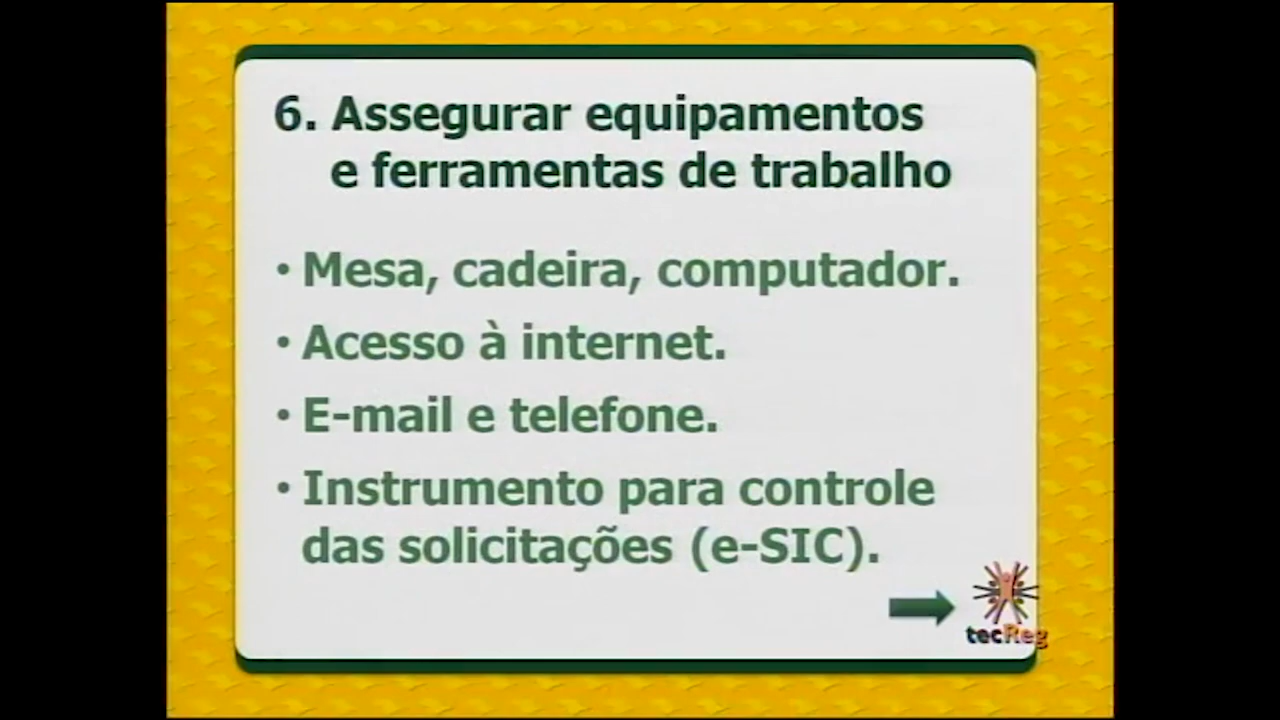 6. Assegurar equipamentos
e ferramentas de trabalho
• Mesa, cadeira, computador.
• Acesso à internet.
• E-mail e telefone.
• Instrumento para controle
das solicitações (e-SIC).
tecReg